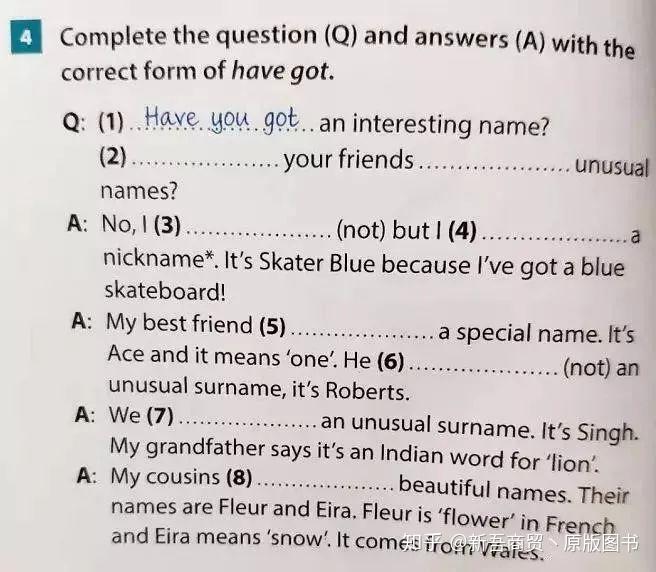 4 Complete the question (Q) and answers (A) with the
correct form of have got.
Q: (1) ..Have you got.. an interesting name?
(2) .................... your friends .................... unusual
names?
A: No, I (3) .................... (not) but I (4) .................... a
nickname*. It's Skater Blue because I've got a blue
skateboard!
A: My best friend (5) .................... a special name. It's
Ace and it means 'one'. He (6) .................... (not) an
unusual surname, it's Roberts.
A: We (7) .................... an unusual surname. It's Singh.
My grandfather says it's an Indian word for 'lion'.
A: My cousins (8) .................... beautiful names. Their
names are Fleur and Eira. Fleur is 'flower' in French
and Eira means 'snow'. It comes from Wales.
知乎 @新吾商贸丶原版图书